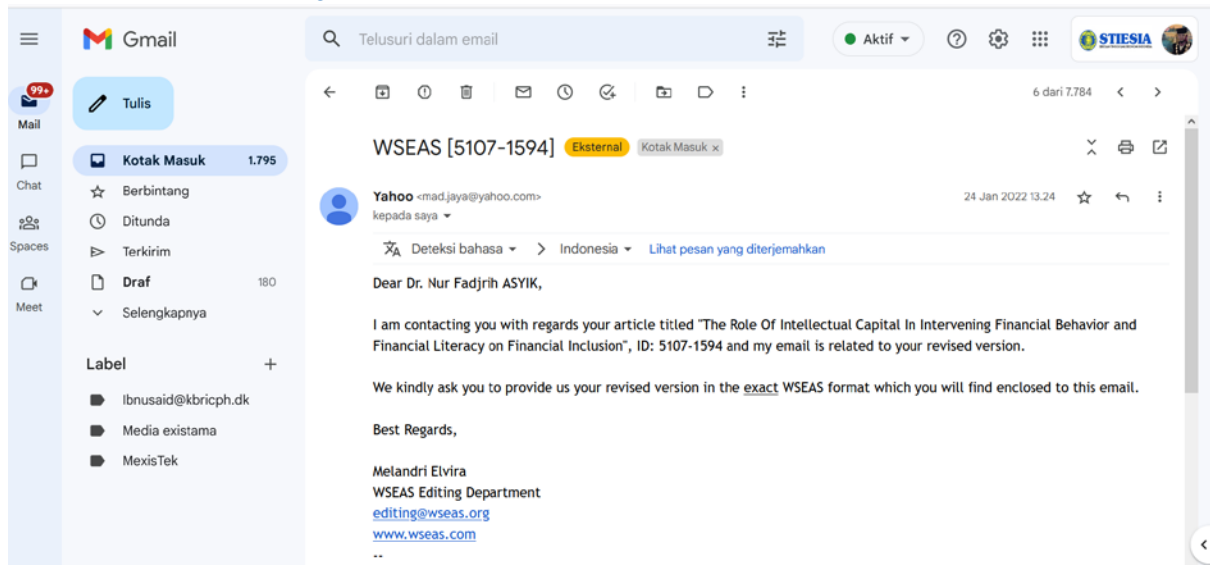 Gmail
Telusuri dalam email
Aktif
STIESIA
99+
Mail
Tulis
6 dari 7.784
WSEAS [5107-1594] Eksternal Kotak Masuk ×
Kotak Masuk 1.795
Chat
Berbintang
Yahoo <mad.jaya@yahoo.com> 24 Jan 2022 13.24
kepada saya
Ditunda
Spaces
Terkirim
Deteksi bahasa > Indonesia Lihat pesan yang diterjemahkan
Draf 180
Meet
Selengkapnya
Dear Dr. Nur Fadjrih ASYIK,
I am contacting you with regards your article titled "The Role Of Intellectual Capital In Intervening Financial Behavior and
Financial Literacy on Financial Inclusion", ID: 5107-1594 and my email is related to your revised version.
We kindly ask you to provide us your revised version in the exact WSEAS format which you will find enclosed to this email.
Best Regards,
Melandri Elvira
WSEAS Editing Department
editing@wseas.org
www.wseas.com
--
Label +
Ibnusaid@kbricph.dk
Media existama
MexisTek